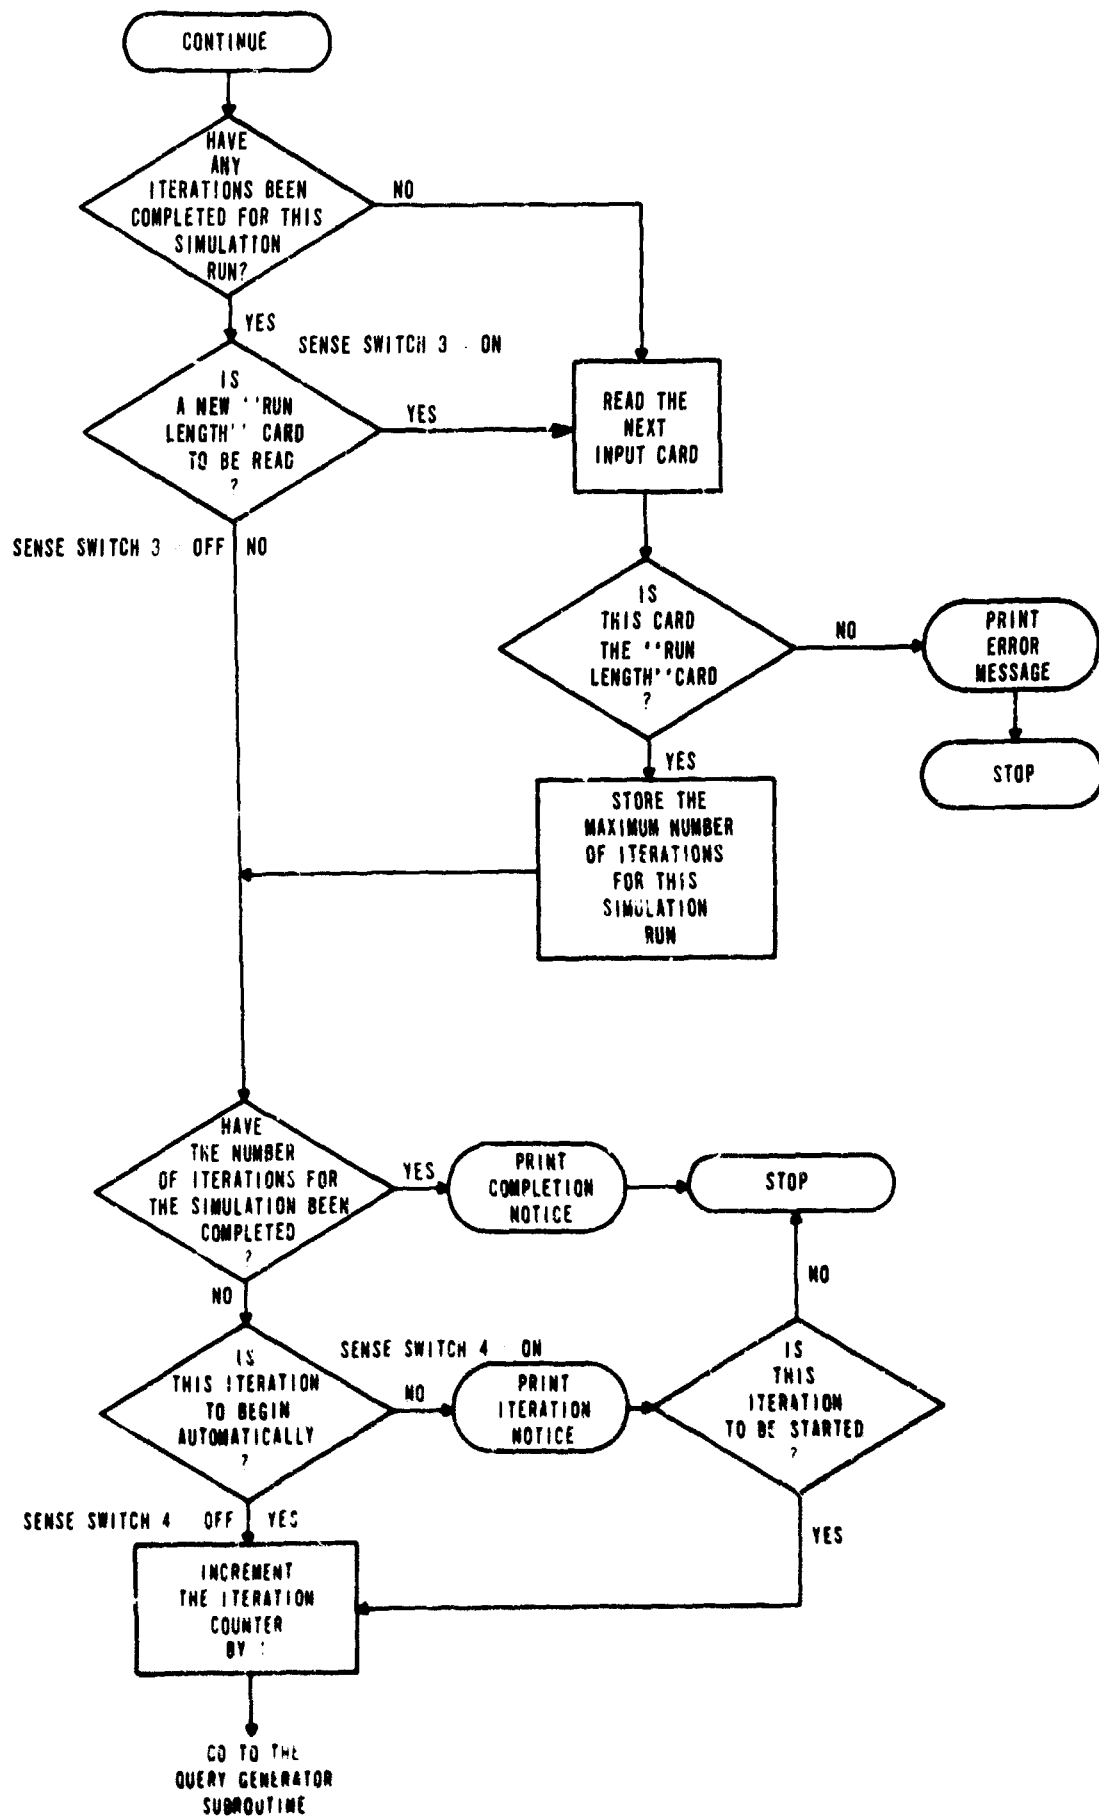 CONTINUE
HAVE
ANY
ITERATIONS BEEN
COMPLETED FOR THIS
SIMULATION
RUN?
NO
YES
SENSE SWITCH 3 - ON
IS
A NEW ''RUN
LENGTH'' CARD
TO BE READ
?
YES
READ THE
NEXT
INPUT CARD
SENSE SWITCH 3 - OFF
NO
IS
THIS CARD
THE ''RUN
LENGTH''CARD
?
NO
PRINT
ERROR
MESSAGE
STOP
YES
STORE THE
MAXIMUM NUMBER
OF ITERATIONS
FOR THIS
SIMULATION
RUN
HAVE
THE NUMBER
OF ITERATIONS FOR
THE SIMULATION BEEN
COMPLETED
?
YES
PRINT
COMPLETION
NOTICE
STOP
NO
NO
IS
THIS ITERATION
TO BEGIN
AUTOMATICALLY
?
SENSE SWITCH 4 - ON
NO
PRINT
ITERATION
NOTICE
IS
THIS
ITERATION
TO BE STARTED
?
SENSE SWITCH 4 OFF
YES
YES
INCREMENT
THE ITERATION
COUNTER
BY
GO TO THE
QUERY GENERATOR
SUBROUTINE